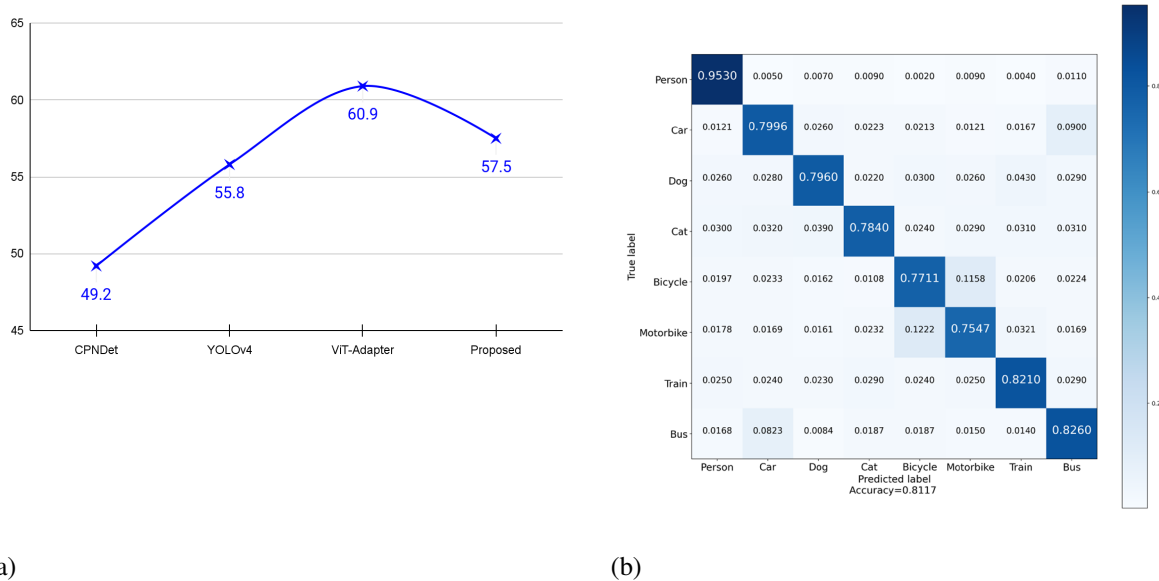 65
60
55
50
45
49.2
55.8
60.9
57.5
CPNDet YOLOv4 ViT-Adapter Proposed
True label
Person 0.9530 0.0050 0.0070 0.0090 0.0020 0.0090 0.0040 0.0110
Car 0.0121 0.7996 0.0260 0.0223 0.0213 0.0121 0.0167 0.0900
Dog 0.0260 0.0280 0.7960 0.0220 0.0300 0.0260 0.0430 0.0290
Cat 0.0300 0.0320 0.0390 0.7840 0.0240 0.0290 0.0310 0.0310
Bicycle 0.0197 0.0233 0.0162 0.0108 0.7711 0.1158 0.0206 0.0224
Motorbike 0.0178 0.0169 0.0161 0.0232 0.1222 0.7547 0.0321 0.0169
Train 0.0250 0.0240 0.0230 0.0290 0.0240 0.0250 0.8210 0.0290
Bus 0.0168 0.0823 0.0084 0.0187 0.0187 0.0150 0.0140 0.8260
Person Car Dog Cat Bicycle Motorbike Train Bus
Predicted label
Accuracy=0.8117
a)
(b)